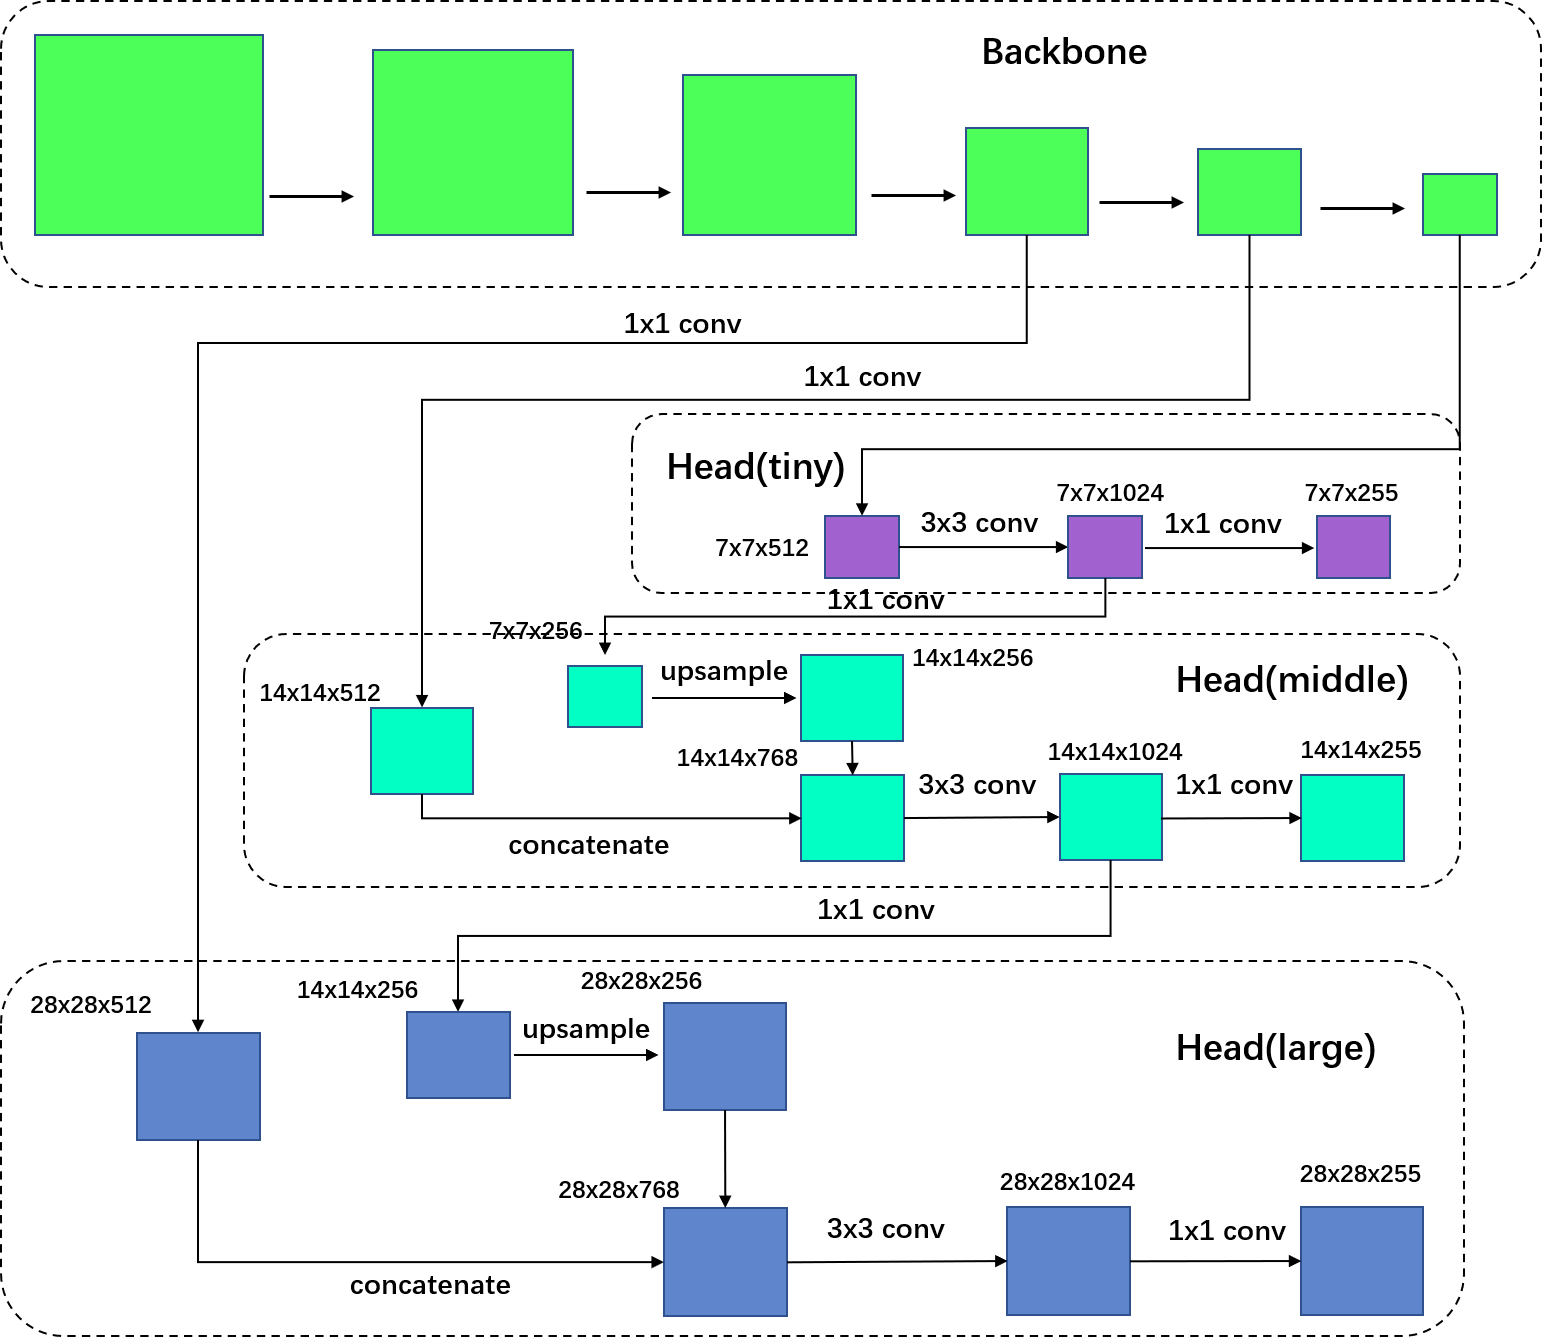 Backbone
1x1 conv
1x1 conv
Head(tiny)
7x7x1024
7x7x255
3x3 conv
1x1 conv
7x7x512
1x1 conv
7x7x256
14x14x256
upsample
Head(middle)
14x14x512
14x14x768
14x14x1024
14x14x255
3x3 conv
1x1 conv
concatenate
1x1 conv
28x28x256
14x14x256
28x28x512
upsample
Head(large)
28x28x768
28x28x1024
28x28x255
3x3 conv
1x1 conv
concatenate